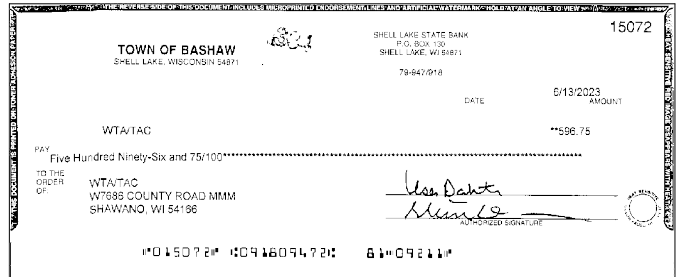 THE REVERSE SIDE OF THIS DOCUMENT INCLUDES MICROPRINTED ENDORSEMENT LINES AND ARTIFICIAL WATERMARK - HOLD AT AN ANGLE TO VIEW
15072
TOWN OF BASHAW
SHELL LAKE, WISCONSIN 54871
SHELL LAKE STATE BANK
P.O. BOX 130
SHELL LAKE, WI 54871
79-947/918
DATE
6/13/2023
AMOUNT
WTA/TAC
**596.75
PAY
Five Hundred Ninety-Six and 75/100
TO THE
ORDER
OF:
WTA/TAC
W7686 COUNTY ROAD MMM
SHAWANO, WI 54166
AUTHORIZED SIGNATURE
⑈015072⑈ ⑆091809472⑆ 81⑈09211⑈